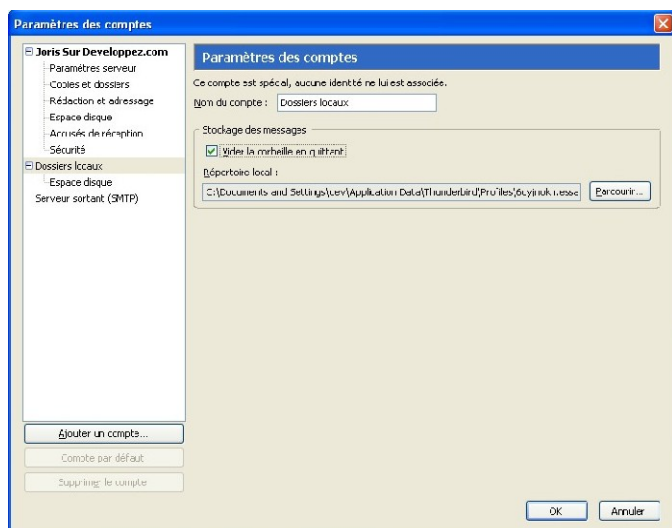 Paramètres des comptes
Joris Sur Developpez.com
Paramètres serveur
Copies et dossiers
Rédaction et adressage
Espace disque
Accusés de réception
Sécurité
Dossiers locaux
Espace disque
Serveur sortant (SMTP)
Ajouter un compte...
Compte par défaut
Supprimer le compte
Paramètres des comptes
Ce compte est spécial, aucune identité ne lui est associée.
Nom du compte : Dossiers locaux
Stockage des messages
Vider la corbeille en quittant
Répertoire local :
C:\Documents and Settings\dev\Application Data\Thunderbird\Profiles\
Parcourir...
OK
Annuler